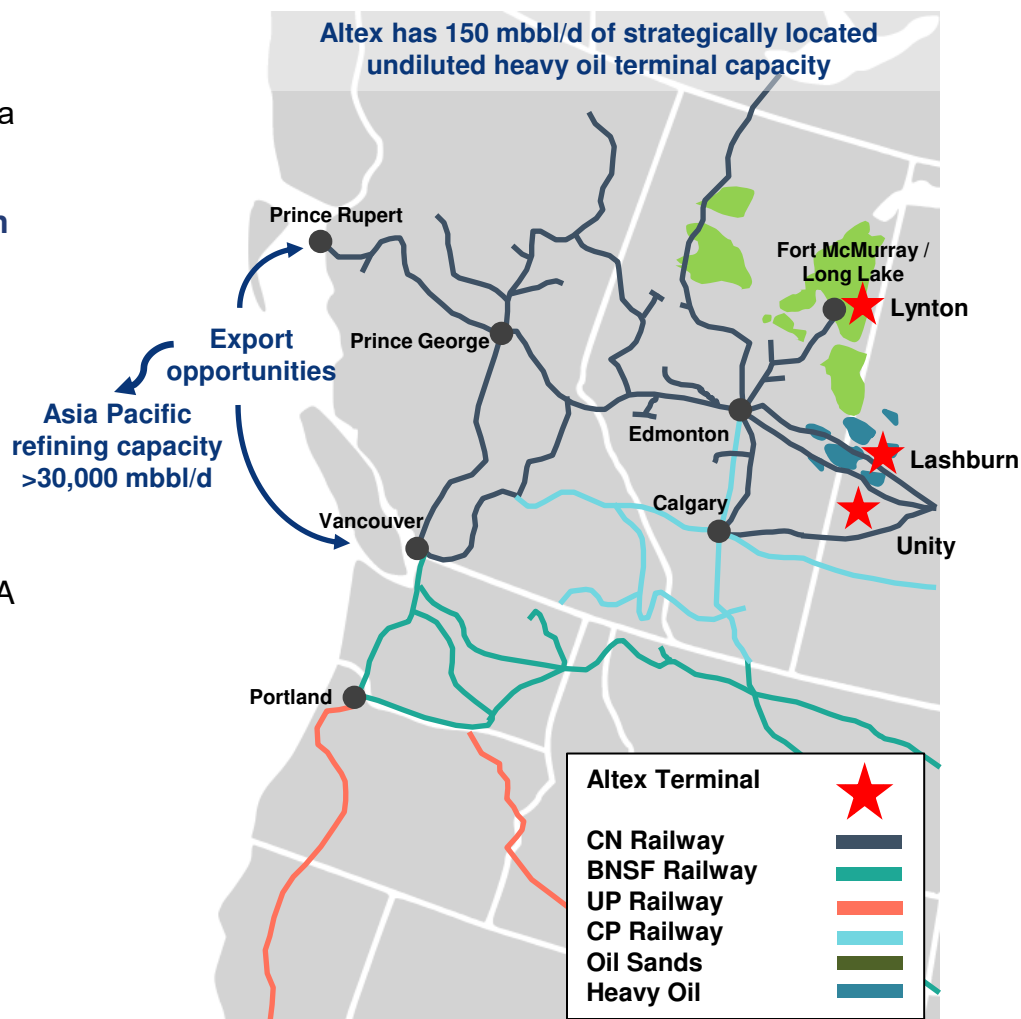 Altex has 150 mbbl/d of strategically located
undiluted heavy oil terminal capacity
a
n
A
Prince Rupert
Fort McMurray /
Long Lake
Lynton
Prince George
Export
opportunities
Asia Pacific
refining capacity
>30,000 mbbl/d
Edmonton
Lashburn
Calgary
Vancouver
Unity
Portland
Altex Terminal
CN Railway
BNSF Railway
UP Railway
CP Railway
Oil Sands
Heavy Oil